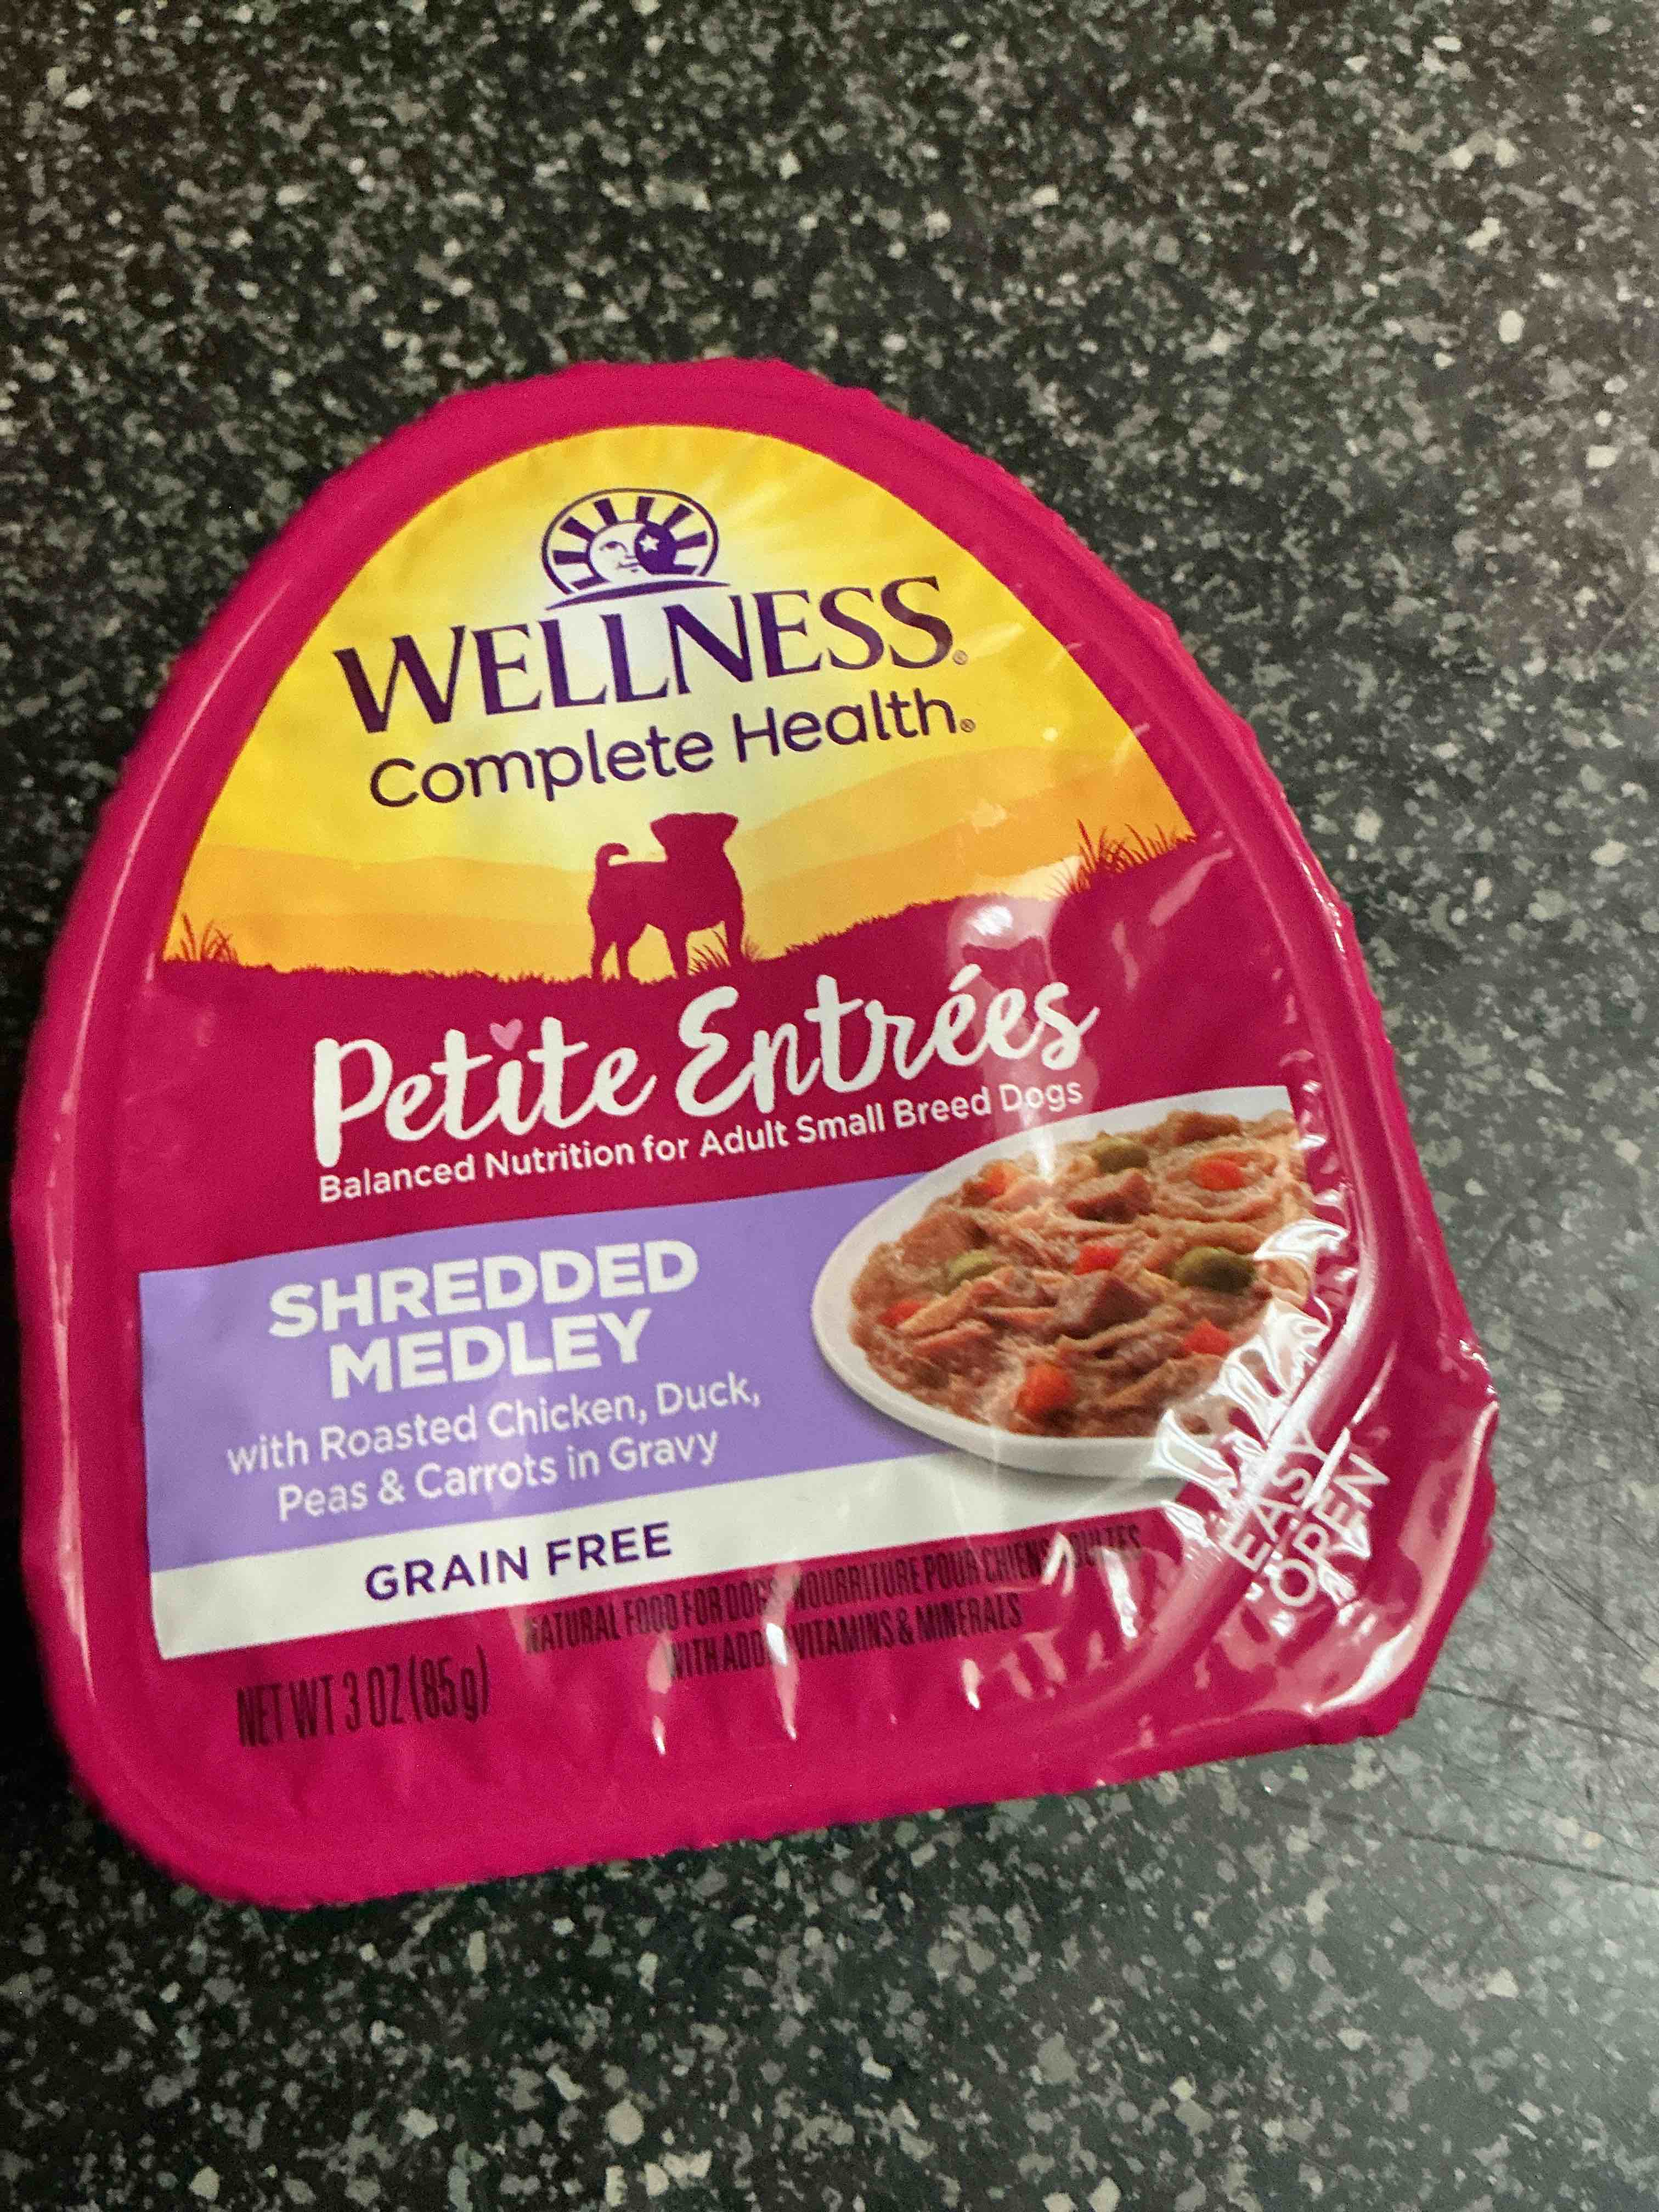 WELLNESS®
Complete Health®
Petite Entrées
Balanced Nutrition for Adult Small Breed Dogs
SHREDDED
MEDLEY
with Roasted Chicken, Duck,
Peas & Carrots in Gravy
GRAIN FREE
EASY
OPEN
NATURAL FOOD FOR DOGS NOURRITURE POUR CHIENS ADULTES
WITH VITAMINS & MINERALS
NET WT 3 OZ (85 g)